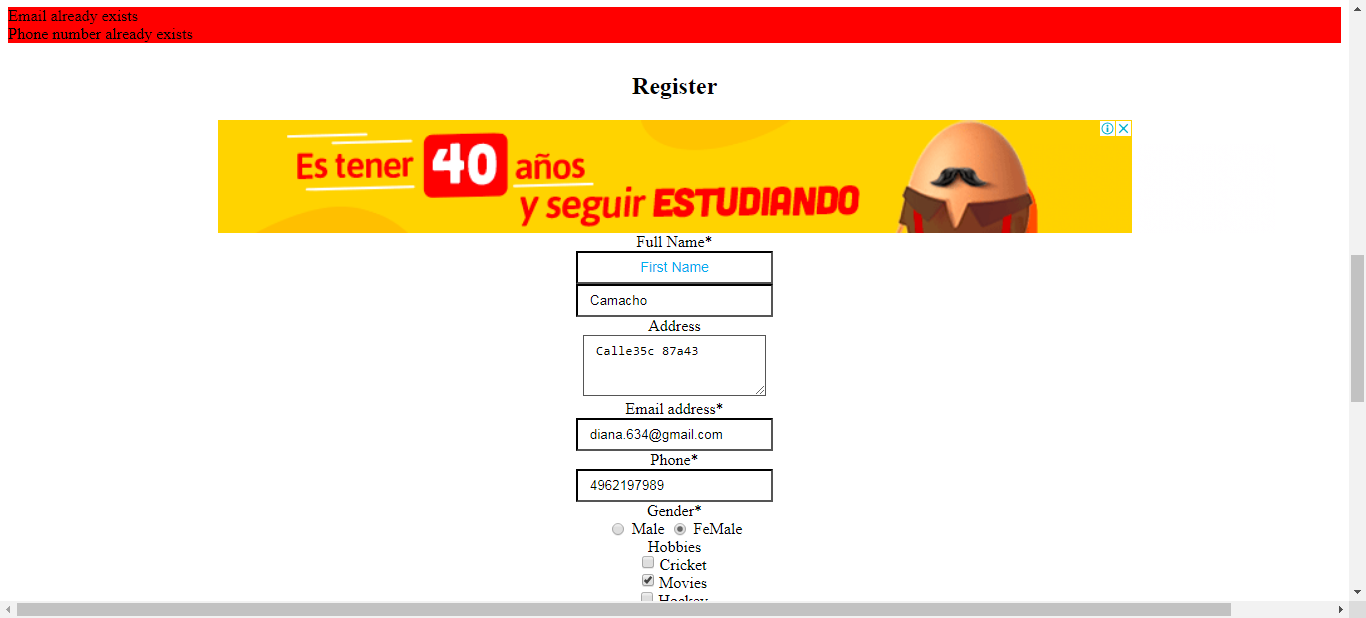 Email already exists
Phone number already exists
Register
Es tener 40 años
y seguir ESTUDIANDO
Full Name*
First Name
Camacho
Address
Calle35c 87a43
Email address*
diana.634@gmail.com
Phone*
4962197989
Gender*
Male FeMale
Hobbies
Cricket
Movies
Hockey